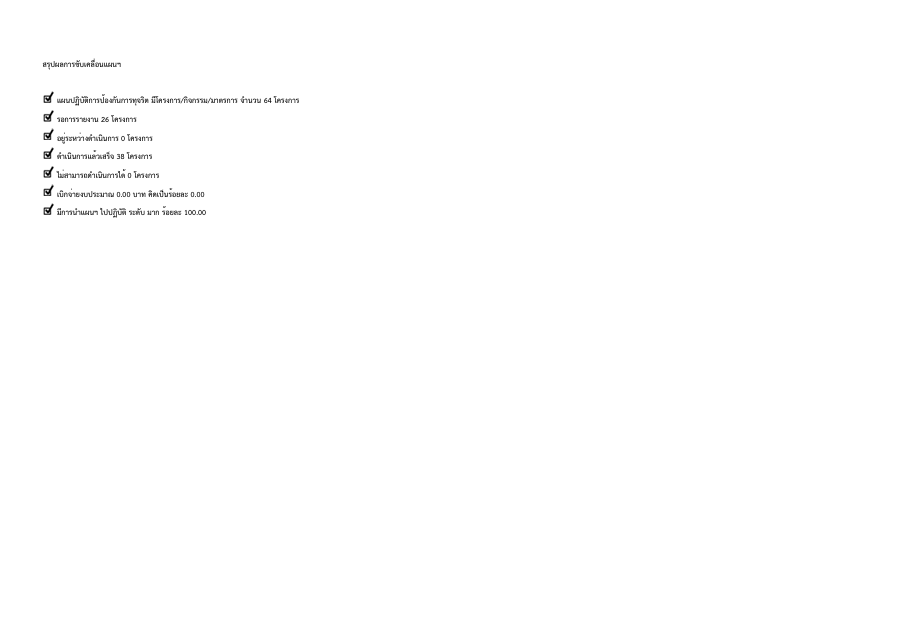 สรุปผลการขับเคลื่อนแผนฯ
แผนปฏิบัติการป้องกันการทุจริต มีโครงการ/กิจกรรม/มาตรการ จำนวน 64 โครงการ
รอการรายงาน 26 โครงการ
อยู่ระหว่างดำเนินการ 0 โครงการ
ดำเนินการแล้วเสร็จ 38 โครงการ
ไม่สามารถดำเนินการได้ 0 โครงการ
เบิกจ่ายงบประมาณ 0.00 บาท คิดเป็นร้อยละ 0.00
มีการนำแผนฯ ไปปฏิบัติ ระดับ มาก ร้อยละ 100.00